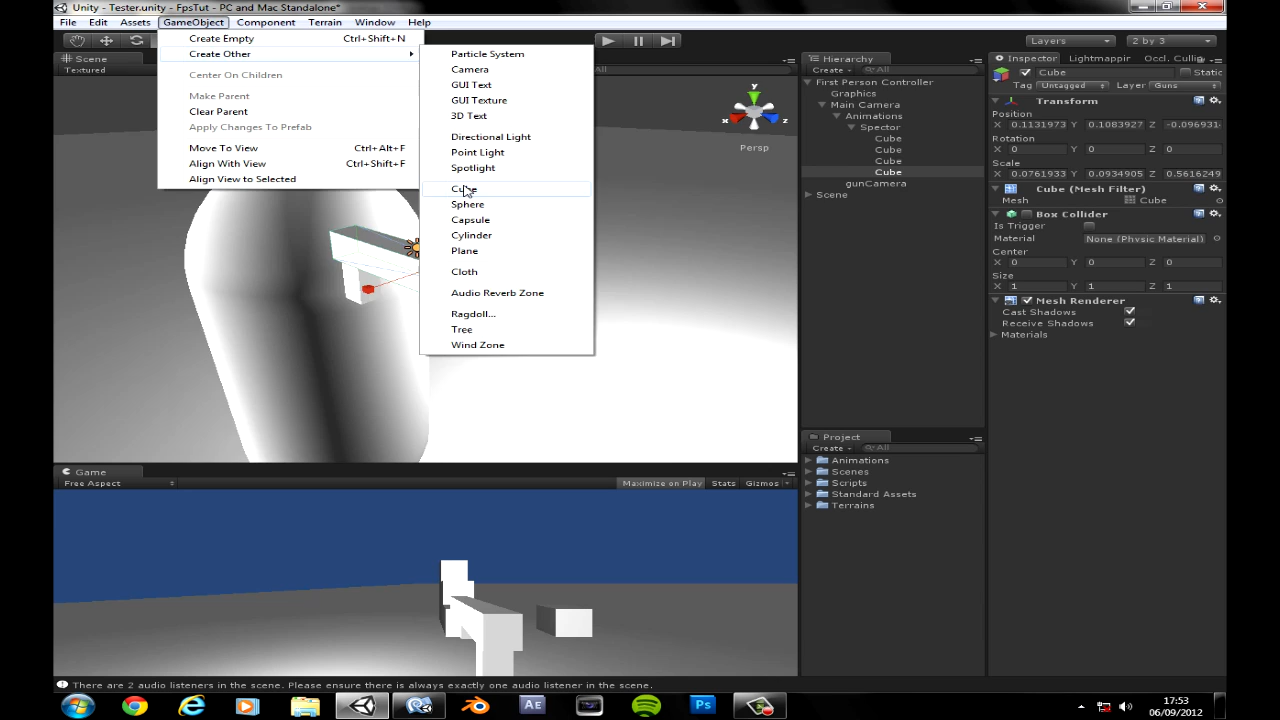 Unity - Tester.unity - FpsTut - PC and Mac Standalone*
File Edit Assets GameObject Component Terrain Window Help
Layers 2 by 3
Create Empty Ctrl+Shift+N
Create Other
Center On Children
Make Parent
Clear Parent
Apply Changes To Prefab
Move To View Ctrl+Alt+F
Align With View Ctrl+Shift+F
Align View to Selected
Particle System
Camera
GUI Text
GUI Texture
3D Text
Directional Light
Point Light
Spotlight
Cube
Sphere
Capsule
Cylinder
Plane
Cloth
Audio Reverb Zone
Ragdoll...
Tree
Wind Zone
Scene
Textured
All
y
x z
Persp
Hierarchy
Create All
First Person Controller
Graphics
Main Camera
Animations
Spector
Cube
Cube
Cube
Cube
gunCamera
Scene
Inspector Lightmappir Occl. Cullin
Cube Static
Tag Untagged Layer Guns
Transform
Position
X 0.1131973 Y 0.1083927 Z -0.096931
Rotation
X 0 Y 0 Z 0
Scale
X 0.0761933 Y 0.0934905 Z 0.5616249
Cube (Mesh Filter)
Mesh Cube
Box Collider
Is Trigger
Material None (Physic Material)
Center
X 0 Y 0 Z 0
Size
X 1 Y 1 Z 1
Mesh Renderer
Cast Shadows
Receive Shadows
Materials
Project
Create All
Animations
Scenes
Scripts
Standard Assets
Terrains
Game
Free Aspect Maximize on Play Stats Gizmos
There are 2 audio listeners in the scene. Please ensure there is always exactly one audio listener in the scene.
Ae
Ps
17:53
06/09/2012